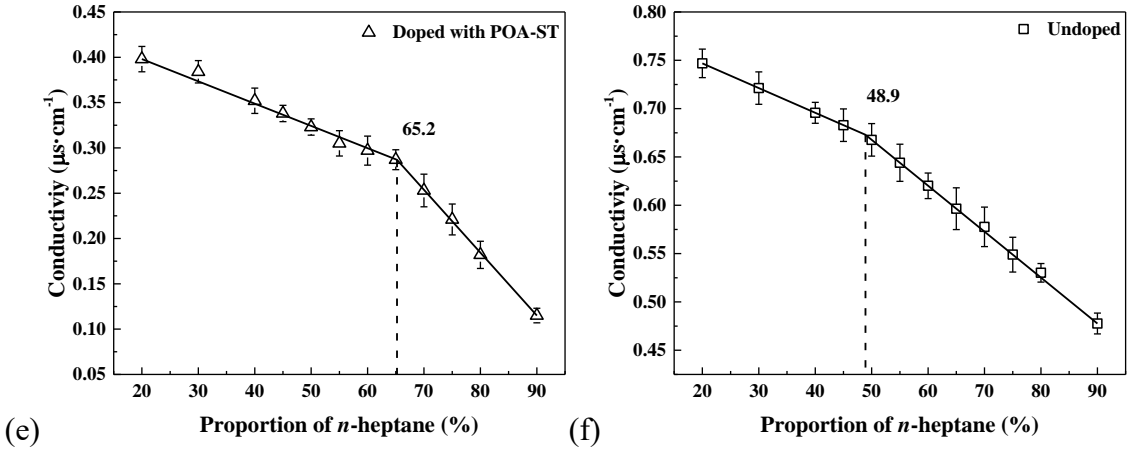 0.45
0.40
0.35
0.30
0.25
0.20
0.15
0.10
0.05
Conductiviy (μs·cm⁻¹)
Doped with POA-ST
65.2
20 30 40 50 60 70 80 90
Proportion of n-heptane (%)
(e)
0.80
0.75
0.70
0.65
0.60
0.55
0.50
0.45
Conductiviy (μs·cm⁻¹)
Undoped
48.9
20 30 40 50 60 70 80 90
Proportion of n-heptane (%)
(f)